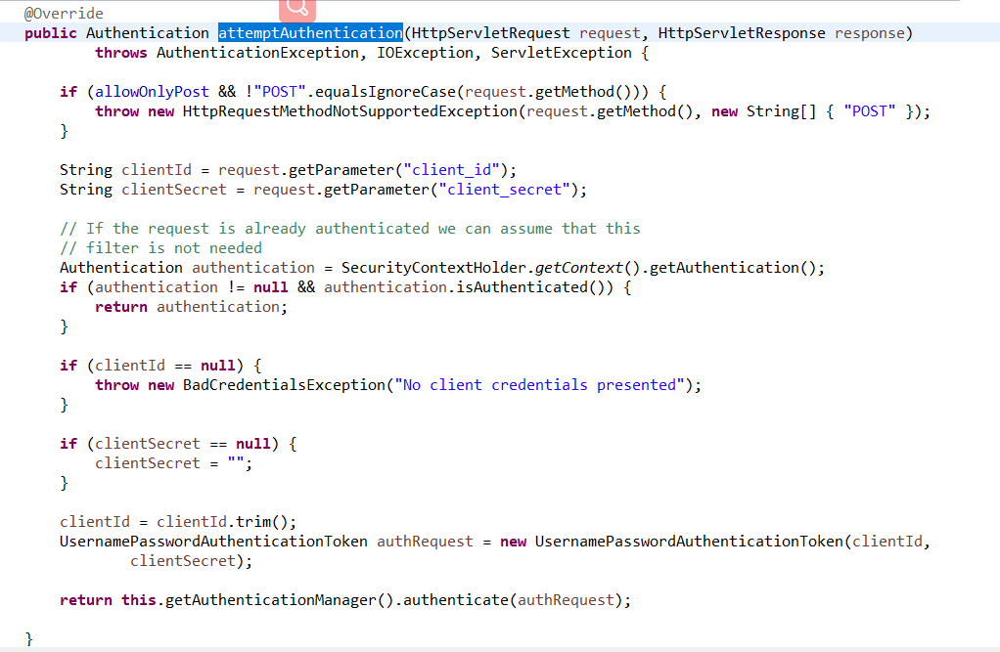 @Override
public Authentication attemptAuthentication(HttpServletRequest request, HttpServletResponse response)
        throws AuthenticationException, IOException, ServletException {

    if (allowOnlyPost && !"POST".equalsIgnoreCase(request.getMethod())) {
        throw new HttpRequestMethodNotSupportedException(request.getMethod(), new String[] { "POST" });
    }

    String clientId = request.getParameter("client_id");
    String clientSecret = request.getParameter("client_secret");

    // If the request is already authenticated we can assume that this
    // filter is not needed
    Authentication authentication = SecurityContextHolder.getContext().getAuthentication();
    if (authentication != null && authentication.isAuthenticated()) {
        return authentication;
    }

    if (clientId == null) {
        throw new BadCredentialsException("No client credentials presented");
    }

    if (clientSecret == null) {
        clientSecret = "";
    }

    clientId = clientId.trim();
    UsernamePasswordAuthenticationToken authRequest = new UsernamePasswordAuthenticationToken(clientId,
            clientSecret);

    return this.getAuthenticationManager().authenticate(authRequest);

}